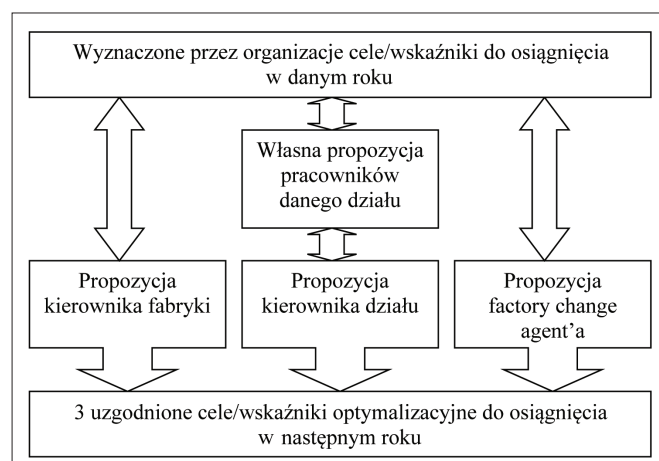 Wyznaczone przez organizacje cele/wskaźniki do osiągnięcia
w danym roku
Własna propozycja
pracowników
danego działu
Propozycja
kierownika fabryki
Propozycja
kierownika działu
Propozycja
factory change
agent’a
3 uzgodnione cele/wskaźniki optymalizacyjne do osiągnięcia
w następnym roku